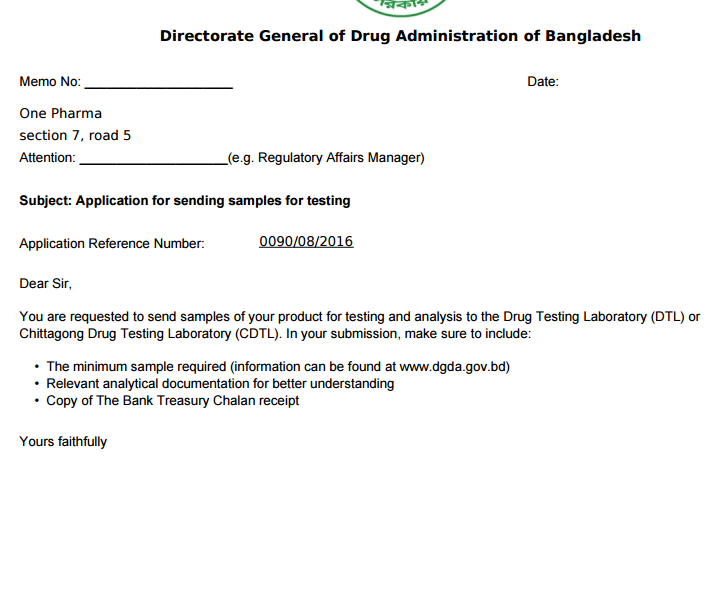 সরকার
Directorate General of Drug Administration of Bangladesh
Memo No: ____________________ Date:
One Pharma
section 7, road 5
Attention: ____________________(e.g. Regulatory Affairs Manager)
Subject: Application for sending samples for testing
Application Reference Number: 0090/08/2016
Dear Sir,
You are requested to send samples of your product for testing and analysis to the Drug Testing Laboratory (DTL) or
Chittagong Drug Testing Laboratory (CDTL). In your submission, make sure to include:
• The minimum sample required (information can be found at www.dgda.gov.bd)
• Relevant analytical documentation for better understanding
• Copy of The Bank Treasury Chalan receipt
Yours faithfully